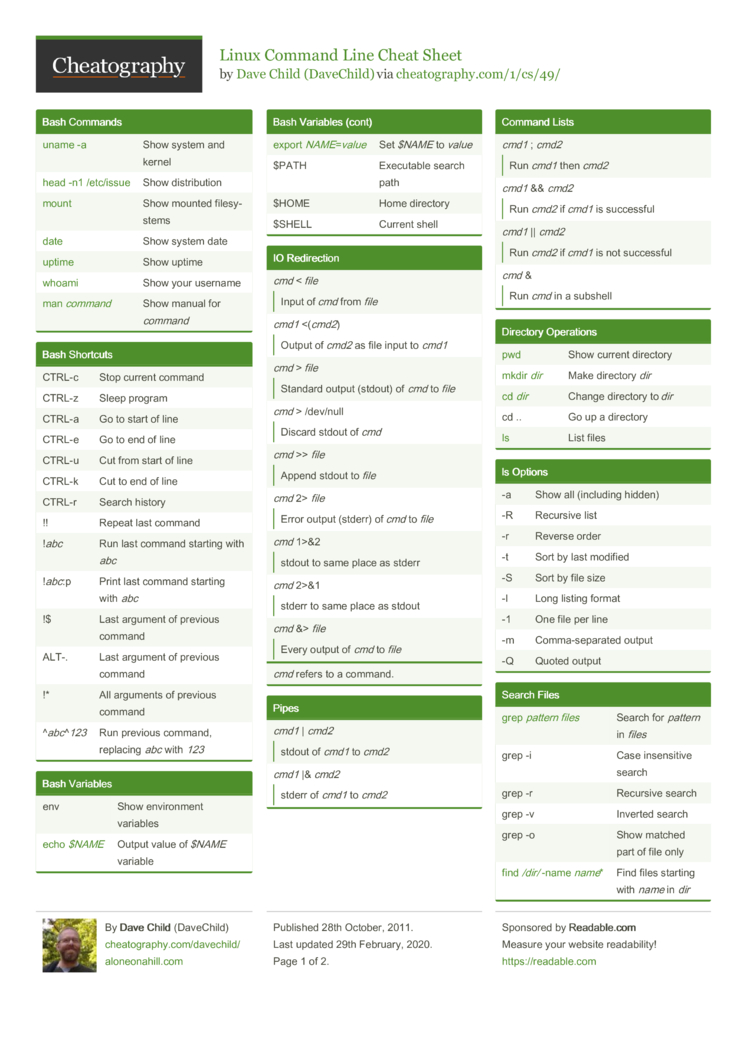 Cheatography
Linux Command Line Cheat Sheet
by Dave Child (DaveChild) via cheatography.com/1/cs/49/
Bash Commands
uname -a Show system and
kernel
head -n1 /etc/issue Show distribution
mount Show mounted filesy-
stems
date Show system date
uptime Show uptime
whoami Show your username
man command Show manual for
command
Bash Shortcuts
CTRL-c Stop current command
CTRL-z Sleep program
CTRL-a Go to start of line
CTRL-e Go to end of line
CTRL-u Cut from start of line
CTRL-k Cut to end of line
CTRL-r Search history
!! Repeat last command
!abc Run last command starting with
abc
!abc:p Print last command starting
with abc
!$ Last argument of previous
command
ALT-. Last argument of previous
command
!* All arguments of previous
command
^abc^123 Run previous command,
replacing abc with 123
Bash Variables
env Show environment
variables
echo $NAME Output value of $NAME
variable
Bash Variables (cont)
export NAME=value Set $NAME to value
$PATH Executable search
path
$HOME Home directory
$SHELL Current shell
IO Redirection
cmd < file
Input of cmd from file
cmd1 <(cmd2)
Output of cmd2 as file input to cmd1
cmd > file
Standard output (stdout) of cmd to file
cmd > /dev/null
Discard stdout of cmd
cmd >> file
Append stdout to file
cmd 2> file
Error output (stderr) of cmd to file
cmd 1>&2
stdout to same place as stderr
cmd 2>&1
stderr to same place as stdout
cmd &> file
Every output of cmd to file
cmd refers to a command.
Pipes
cmd1 | cmd2
stdout of cmd1 to cmd2
cmd1 |& cmd2
stderr of cmd1 to cmd2
Command Lists
cmd1 ; cmd2
Run cmd1 then cmd2
cmd1 && cmd2
Run cmd2 if cmd1 is successful
cmd1 || cmd2
Run cmd2 if cmd1 is not successful
cmd &
Run cmd in a subshell
Directory Operations
pwd Show current directory
mkdir dir Make directory dir
cd dir Change directory to dir
cd .. Go up a directory
ls List files
ls Options
-a Show all (including hidden)
-R Recursive list
-r Reverse order
-t Sort by last modified
-S Sort by file size
-l Long listing format
-1 One file per line
-m Comma-separated output
-Q Quoted output
Search Files
grep pattern files Search for pattern
in files
grep -i Case insensitive
search
grep -r Recursive search
grep -v Inverted search
grep -o Show matched
part of file only
find /dir/ -name name* Find files starting
with name in dir
By Dave Child (DaveChild)
cheatography.com/davechild/
aloneonahill.com
Published 28th October, 2011.
Last updated 29th February, 2020.
Page 1 of 2.
Sponsored by Readable.com
Measure your website readability!
https://readable.com